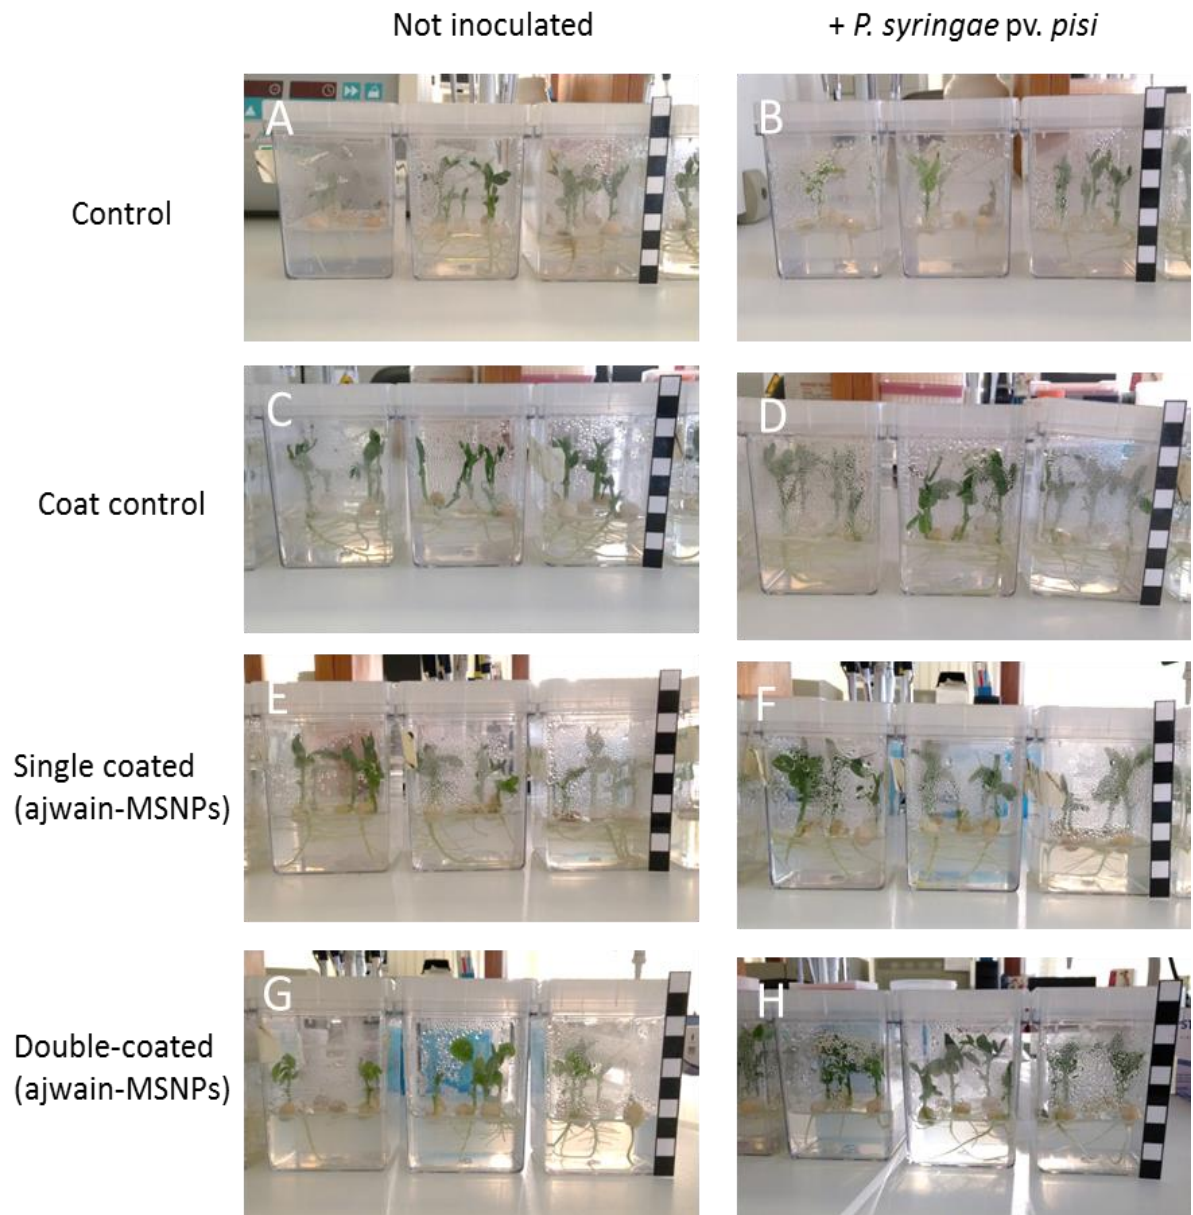 Not inoculated
+ P. syringae pv. pisi
Control
A
B
Coat control
C
D
Single coated
(ajwain-MSNPs)
E
F
Double-coated
(ajwain-MSNPs)
G
H